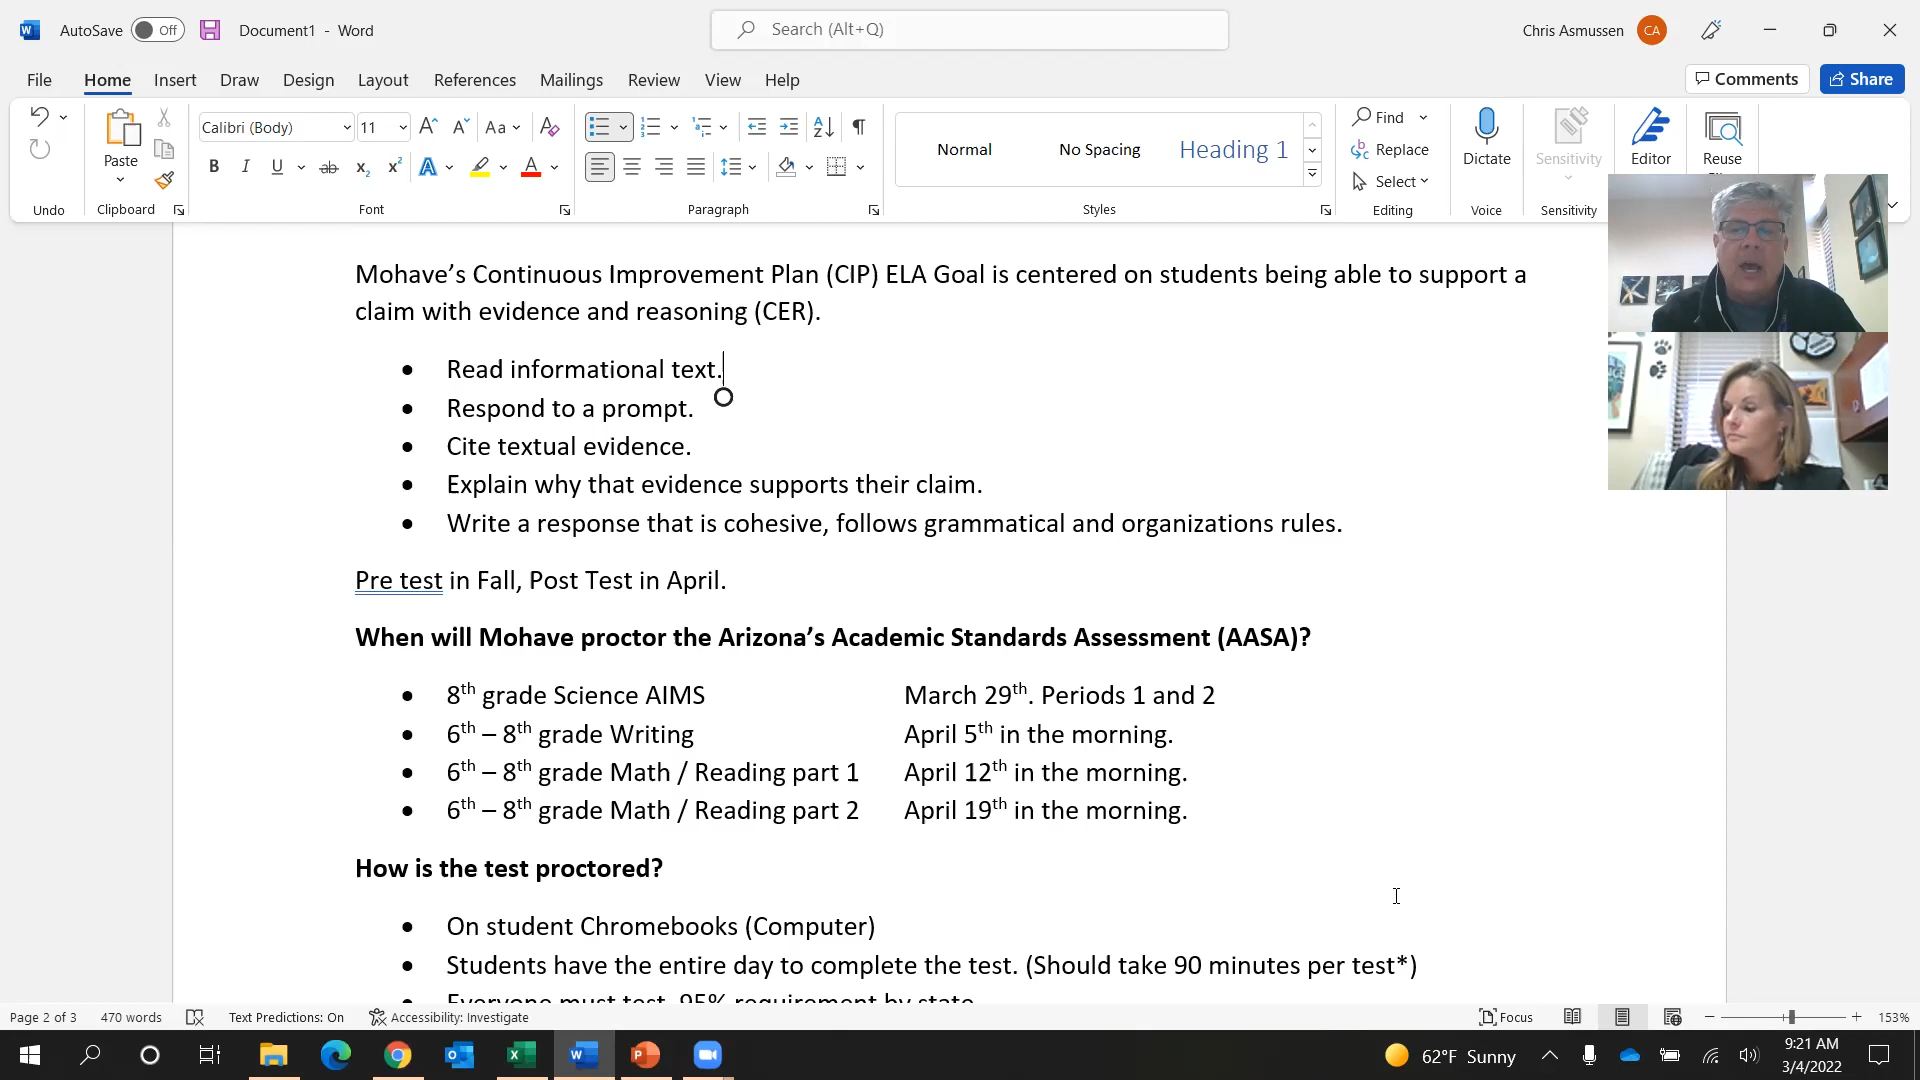 AutoSave Off Document1 - Word Search (Alt+Q) Chris Asmussen CA
File Home Insert Draw Design Layout References Mailings Review View Help Comments Share
Calibri (Body) 11 Aa Find
Paste Normal No Spacing Heading 1 Replace Dictate Sensitivity Editor Reuse
Select
Undo Clipboard Font Paragraph Styles Editing Voice Sensitivity
Mohave’s Continuous Improvement Plan (CIP) ELA Goal is centered on students being able to support a
claim with evidence and reasoning (CER).
• Read informational text.
• Respond to a prompt.
• Cite textual evidence.
• Explain why that evidence supports their claim.
• Write a response that is cohesive, follows grammatical and organizations rules.
Pre test in Fall, Post Test in April.
When will Mohave proctor the Arizona’s Academic Standards Assessment (AASA)?
• 8th grade Science AIMS March 29th. Periods 1 and 2
• 6th – 8th grade Writing April 5th in the morning.
• 6th – 8th grade Math / Reading part 1 April 12th in the morning.
• 6th – 8th grade Math / Reading part 2 April 19th in the morning.
How is the test proctored?
• On student Chromebooks (Computer)
• Students have the entire day to complete the test. (Should take 90 minutes per test*)
• Everyone must test. 95% requirement by state
Page 2 of 3 470 words Text Predictions: On Accessibility: Investigate Focus 153%
62°F Sunny 9:21 AM
3/4/2022